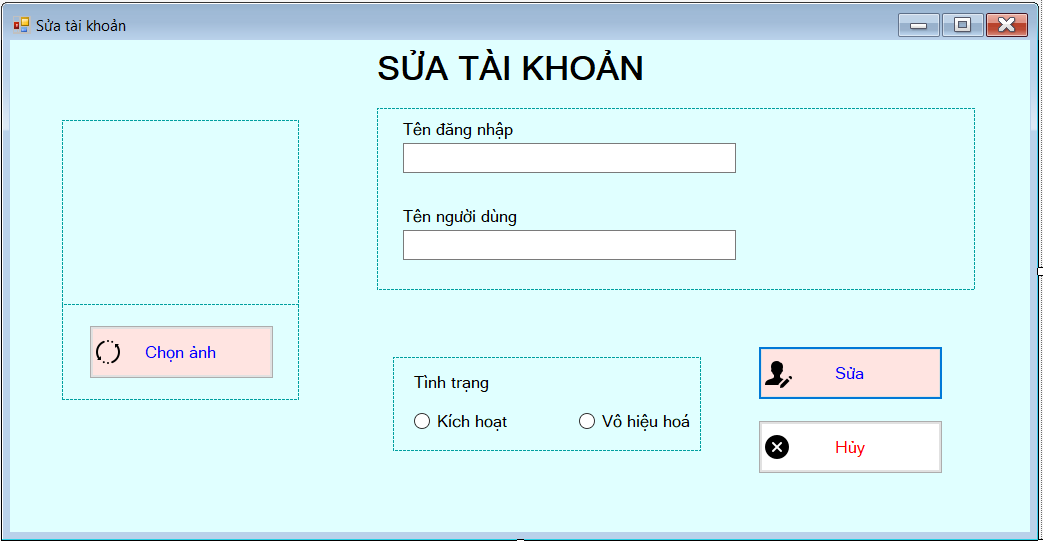 Sửa tài khoản
SỬA TÀI KHOẢN
Tên đăng nhập
Tên người dùng
Chọn ảnh
Tình trạng
Kích hoạt
Vô hiệu hoá
Sửa
Hủy